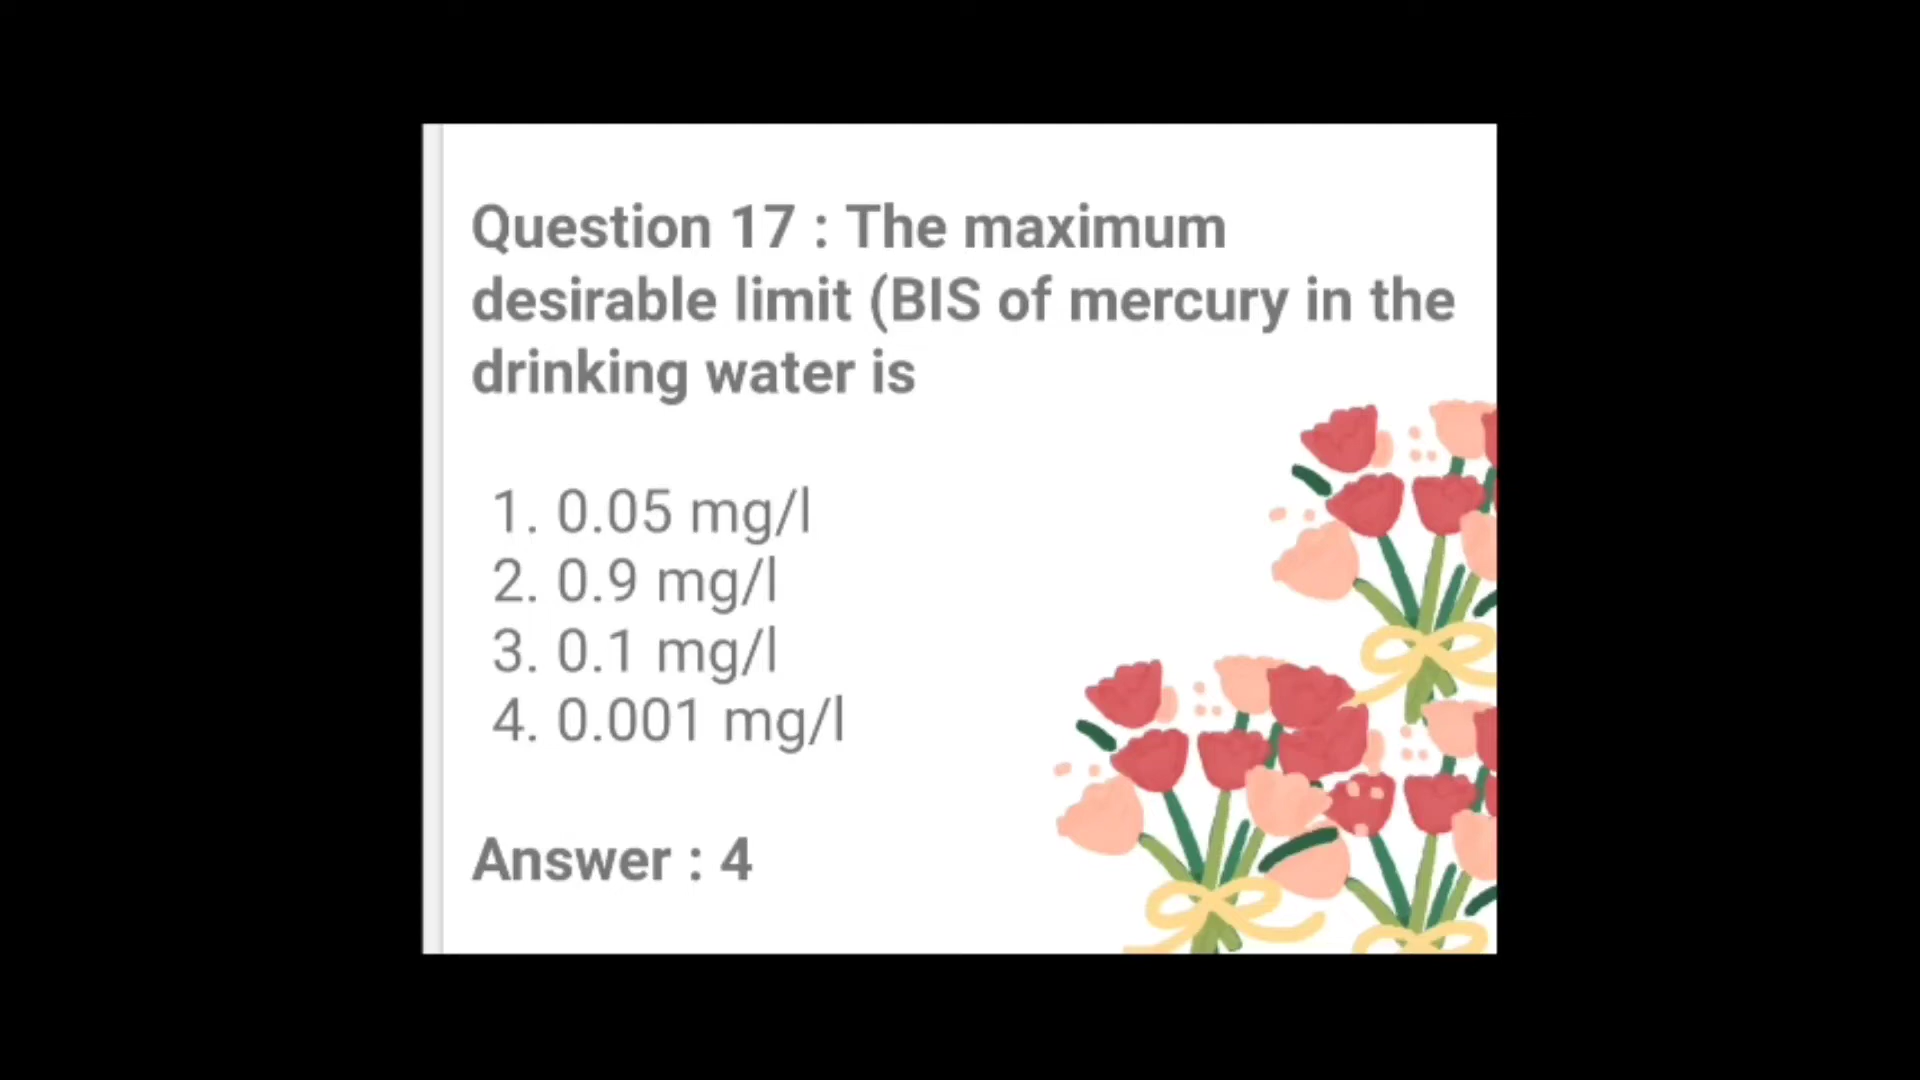 Question 17 : The maximum
desirable limit (BIS of mercury in the
drinking water is
1. 0.05 mg/l
2. 0.9 mg/l
3. 0.1 mg/l
4. 0.001 mg/l
Answer : 4